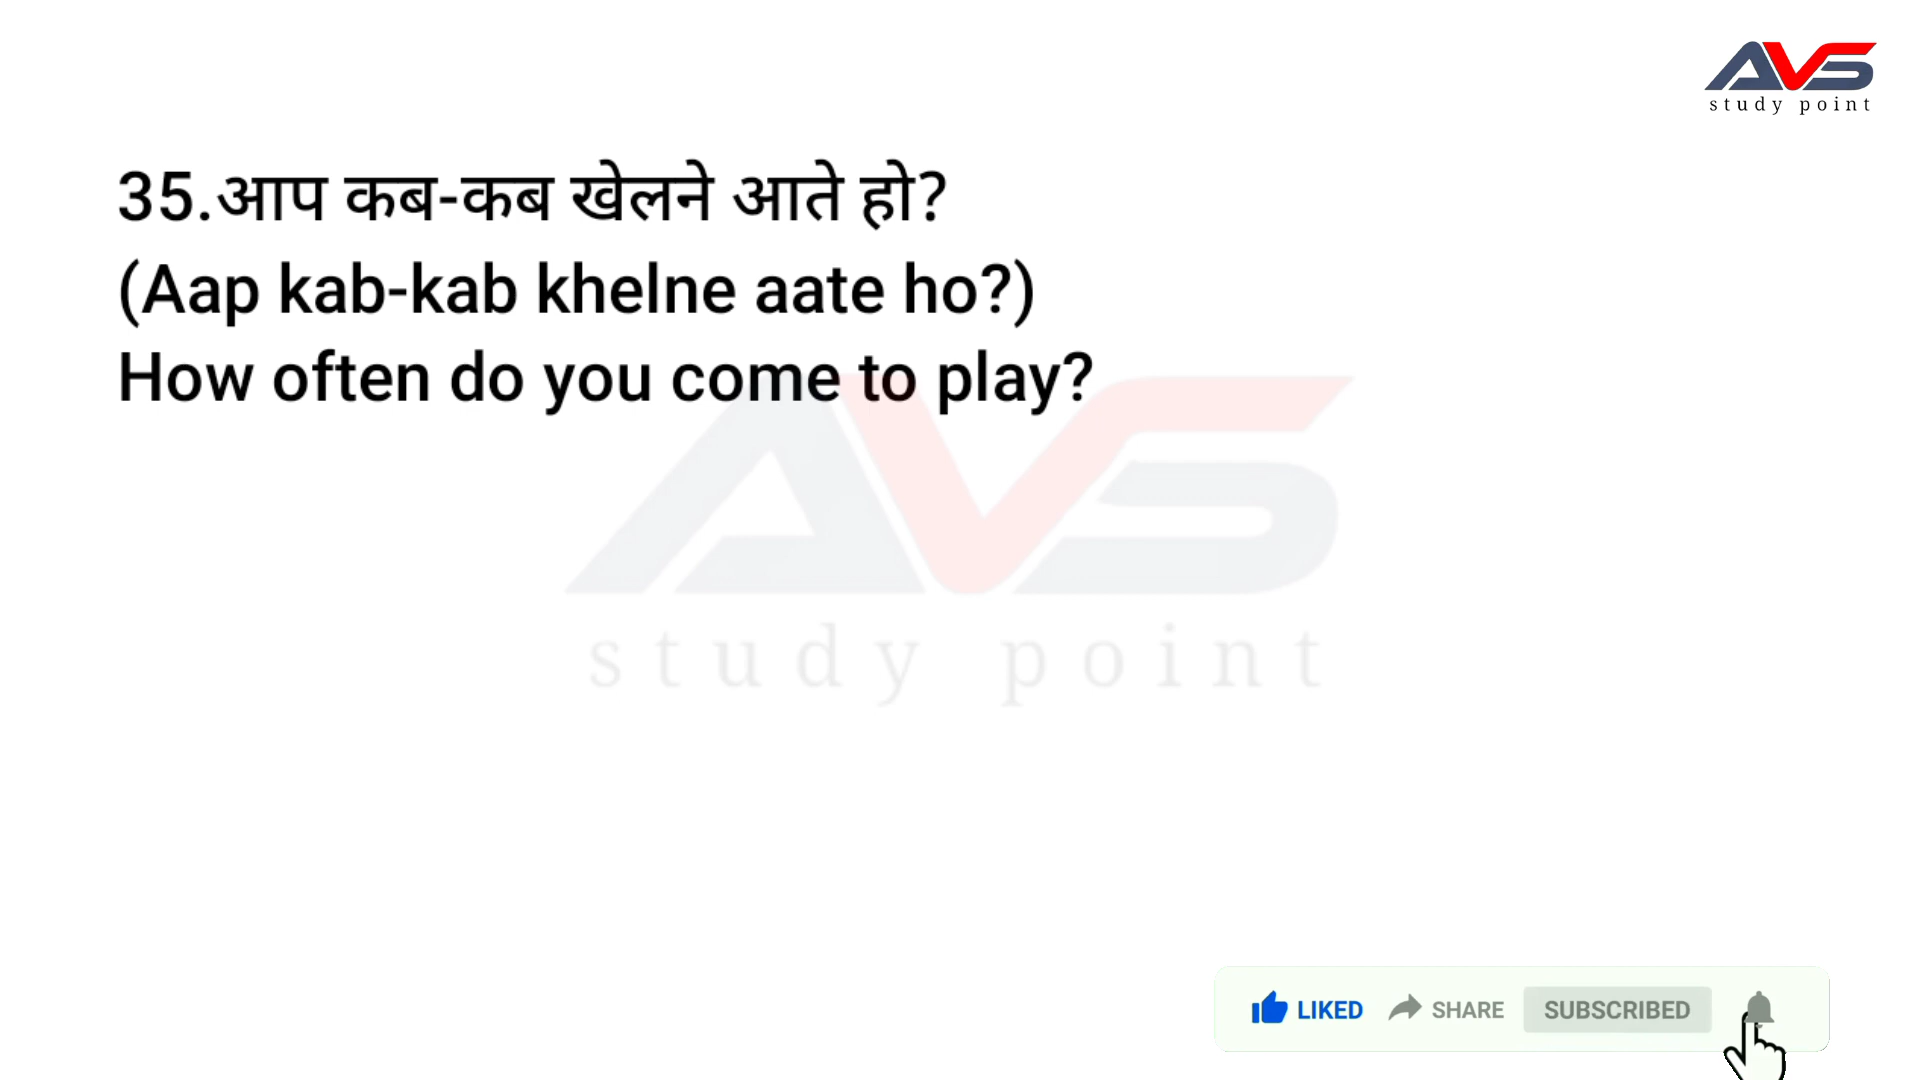 AVS
study point
35.आप कब-कब खेलने आते हो?
(Aap kab-kab khelne aate ho?)
How often do you come to play?
AVS
study point
LIKED SHARE SUBSCRIBED